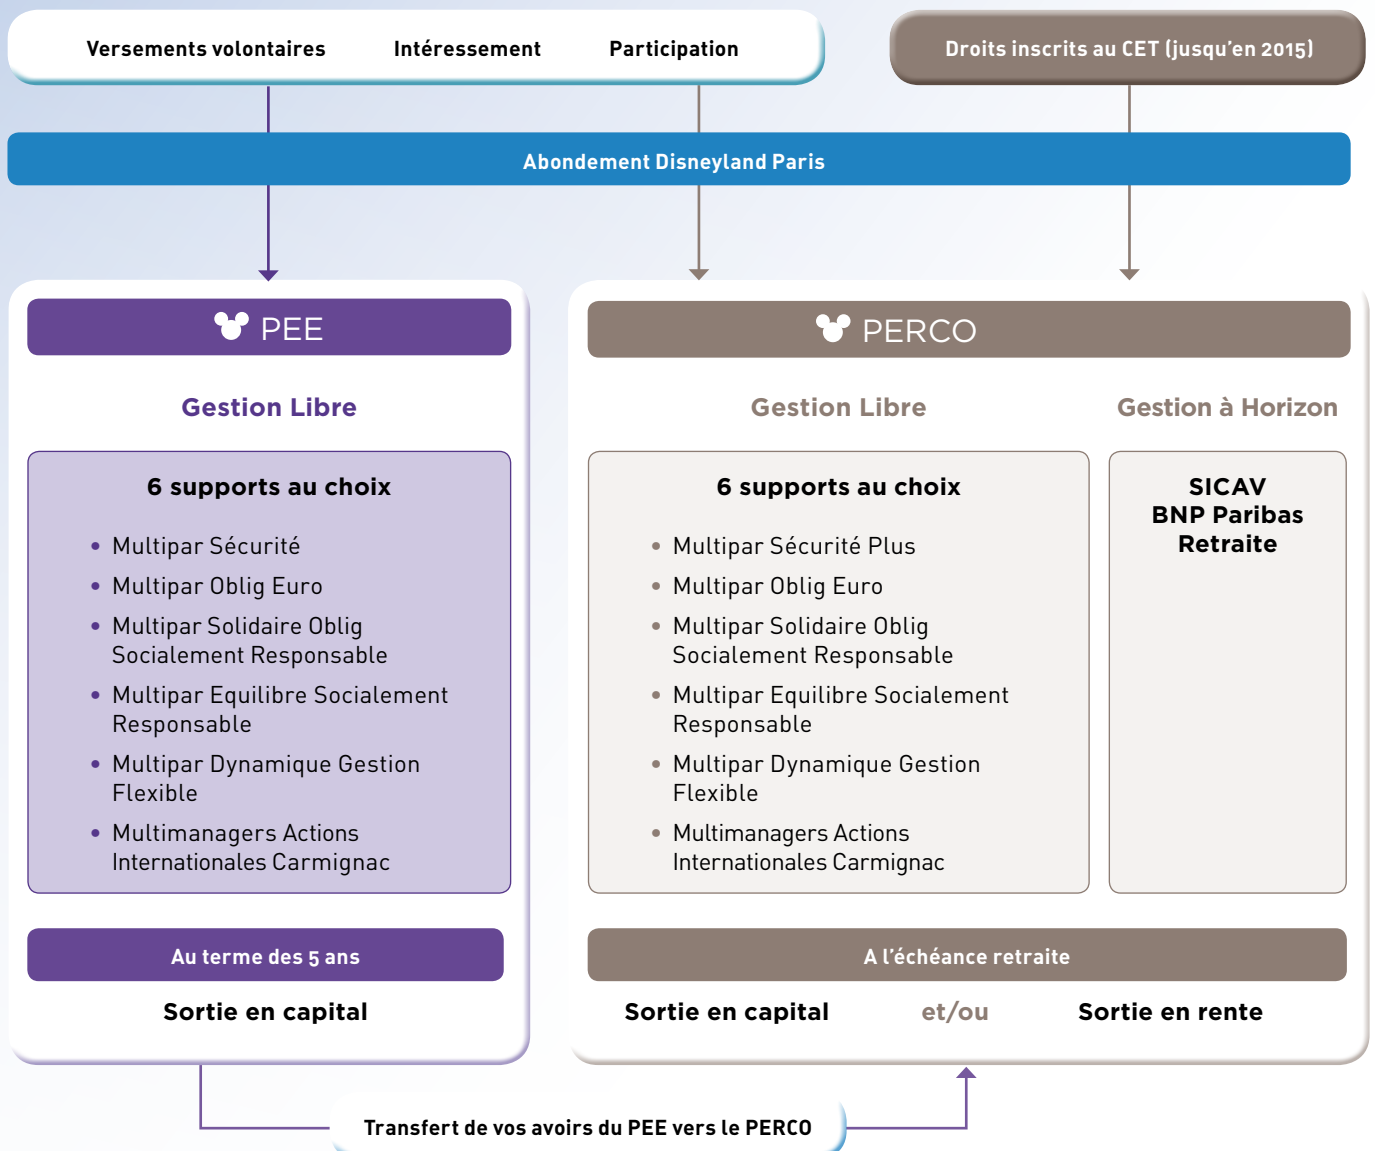 Versements volontaires Intéressement Participation
Droits inscrits au CET (jusqu'en 2015)
Abondement Disneyland Paris
PEE
Gestion Libre
6 supports au choix
• Multipar Sécurité
• Multipar Oblig Euro
• Multipar Solidaire Oblig
Socialement Responsable
• Multipar Equilibre Socialement
Responsable
• Multipar Dynamique Gestion
Flexible
• Multimanagers Actions
Internationales Carmignac
Au terme des 5 ans
Sortie en capital
PERCO
Gestion Libre
6 supports au choix
• Multipar Sécurité Plus
• Multipar Oblig Euro
• Multipar Solidaire Oblig
Socialement Responsable
• Multipar Equilibre Socialement
Responsable
• Multipar Dynamique Gestion
Flexible
• Multimanagers Actions
Internationales Carmignac
Gestion à Horizon
SICAV
BNP Paribas
Retraite
A l'échéance retraite
Sortie en capital et/ou Sortie en rente
Transfert de vos avoirs du PEE vers le PERCO